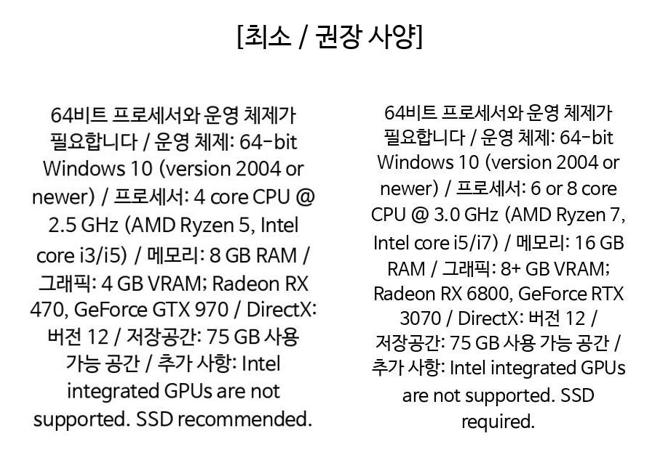 [최소 / 권장 사양]
64비트 프로세서와 운영 체제가
필요합니다 / 운영 체제: 64-bit
Windows 10 (version 2004 or
newer) / 프로세서: 4 core CPU @
2.5 GHz (AMD Ryzen 5, Intel
core i3/i5) / 메모리: 8 GB RAM /
그래픽: 4 GB VRAM; Radeon RX
470, GeForce GTX 970 / DirectX:
버전 12 / 저장공간: 75 GB 사용
가능 공간 / 추가 사항: Intel
integrated GPUs are not
supported. SSD recommended.
64비트 프로세서와 운영 체제가
필요합니다 / 운영 체제: 64-bit
Windows 10 (version 2004 or
newer) / 프로세서: 6 or 8 core
CPU @ 3.0 GHz (AMD Ryzen 7,
Intel core i5/i7) / 메모리: 16 GB
RAM / 그래픽: 8+ GB VRAM;
Radeon RX 6800, GeForce RTX
3070 / DirectX: 버전 12 /
저장공간: 75 GB 사용 가능 공간 /
추가 사항: Intel integrated GPUs
are not supported. SSD
required.